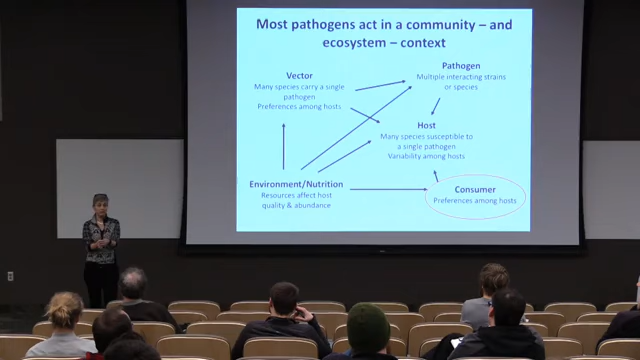 Most pathogens act in a community – and
ecosystem – context
Pathogen
Multiple interacting strains
or species
Vector
Many species carry a single
pathogen
Preferences among hosts
Host
Many species susceptible to
a single pathogen
Variability among hosts
Environment/Nutrition
Resources affect host
quality & abundance
Consumer
Preferences among hosts